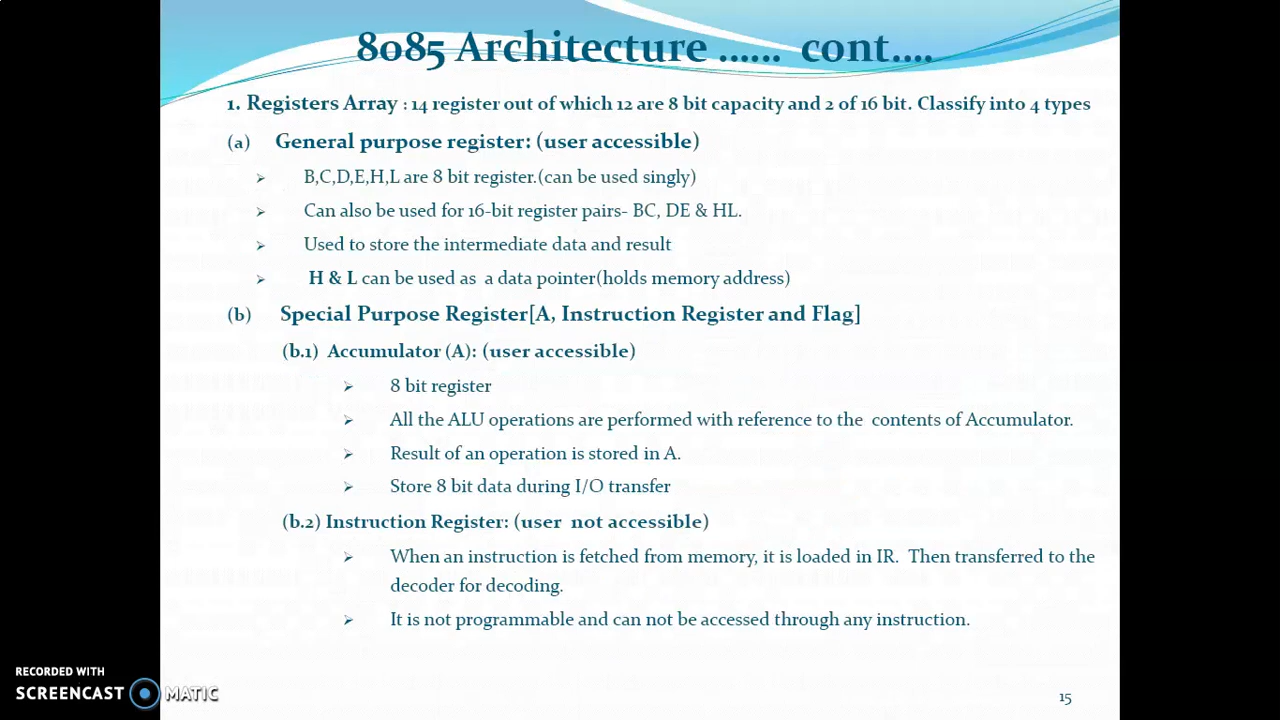 8085 Architecture ...... cont....
1. Registers Array : 14 register out of which 12 are 8 bit capacity and 2 of 16 bit. Classify into 4 types
(a) General purpose register: (user accessible)
➢ B,C,D,E,H,L are 8 bit register.(can be used singly)
➢ Can also be used for 16-bit register pairs- BC, DE & HL.
➢ Used to store the intermediate data and result
➢ H & L can be used as a data pointer(holds memory address)
(b) Special Purpose Register[A, Instruction Register and Flag]
(b.1) Accumulator (A): (user accessible)
➢ 8 bit register
➢ All the ALU operations are performed with reference to the contents of Accumulator.
➢ Result of an operation is stored in A.
➢ Store 8 bit data during I/O transfer
(b.2) Instruction Register: (user not accessible)
➢ When an instruction is fetched from memory, it is loaded in IR. Then transferred to the
decoder for decoding.
➢ It is not programmable and can not be accessed through any instruction.
RECORDED WITH
SCREENCAST MATIC
15